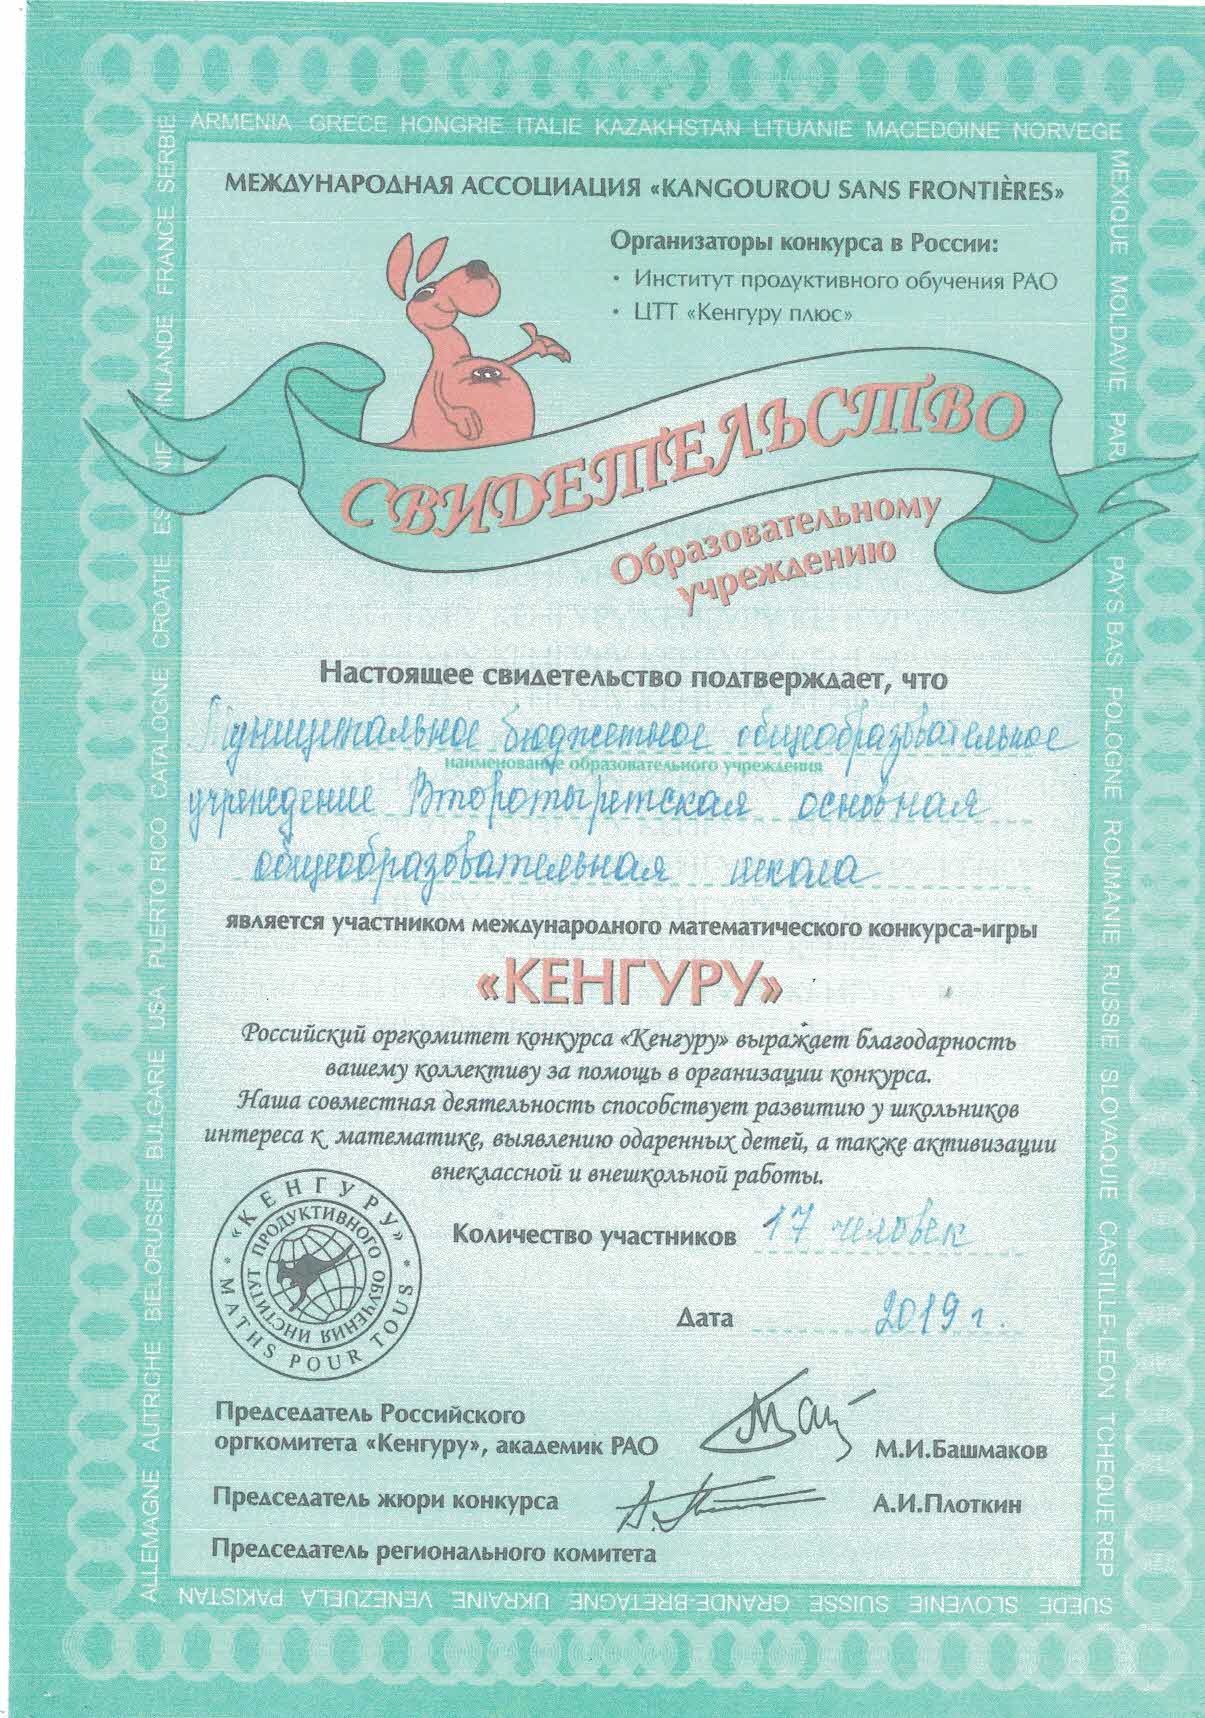 ARMENIA GRECE HONGRIE ITALIE KAZAKHSTAN LITUANIE MACEDOINE NORVEGE
МЕЖДУНАРОДНАЯ АССОЦИАЦИЯ «KANGOUROU SANS FRONTIÈRES»
Организаторы конкурса в России:
• Институт продуктивного обучения РАО
• ЦТТ «Кенгуру плюс»
СВИДЕТЕЛЬСТВО
Образовательному
учреждению
Настоящее свидетельство подтверждает, что
Муниципальное бюджетное общеобразовательное
наименование образовательного учреждения
учреждение Второтыретская основная
общеобразовательная школа
является участником международного математического конкурса-игры
«КЕНГУРУ»
Российский оргкомитет конкурса «Кенгуру» выражает благодарность
вашему коллективу за помощь в организации конкурса.
Наша совместная деятельность способствует развитию у школьников
интереса к математике, выявлению одаренных детей, а также активизации
внеклассной и внешкольной работы.
«КЕНГУРУ»
ИНСТИТУТ ПРОДУКТИВНОГО ОБУЧЕНИЯ
MATHS POUR TOUS
Количество участников 17 человек
Дата 2019 г.
Председатель Российского
оргкомитета «Кенгуру», академик РАО М.И.Башмаков
Председатель жюри конкурса А.И.Плоткин
Председатель регионального комитета
MEXIQUE MOLDAVIE PAYS BAS POLOGNE ROUMANIE RUSSIE SLOVAQUIE CASTILLE-LEON TCHEQUE REP
SUEDE SLOVENIE SUISSE GRANDE-BRETAGNE UKRAINE VENEZUELA PAKISTAN
ALLEMAGNE AUTRICHE BIELORUSSIE BULGARIE USA PUERTO RICO CATALOGNE CROATIE FRANCE SERBIE